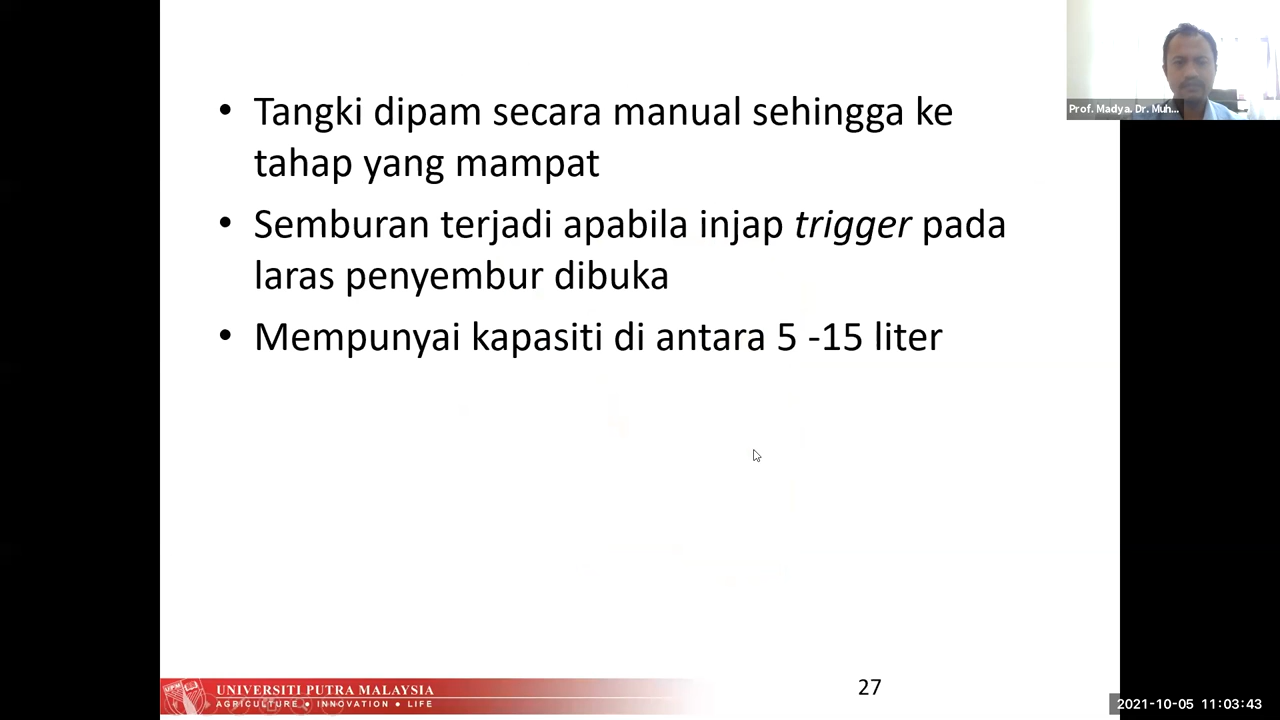 Prof. Madya. Dr. Muh...
• Tangki dipam secara manual sehingga ke
tahap yang mampat
• Semburan terjadi apabila injap trigger pada
laras penyembur dibuka
• Mempunyai kapasiti di antara 5 -15 liter
UPM
UNIVERSITI PUTRA MALAYSIA
AGRICULTURE • INNOVATION • LIFE
27
2021-10-05 11:03:43